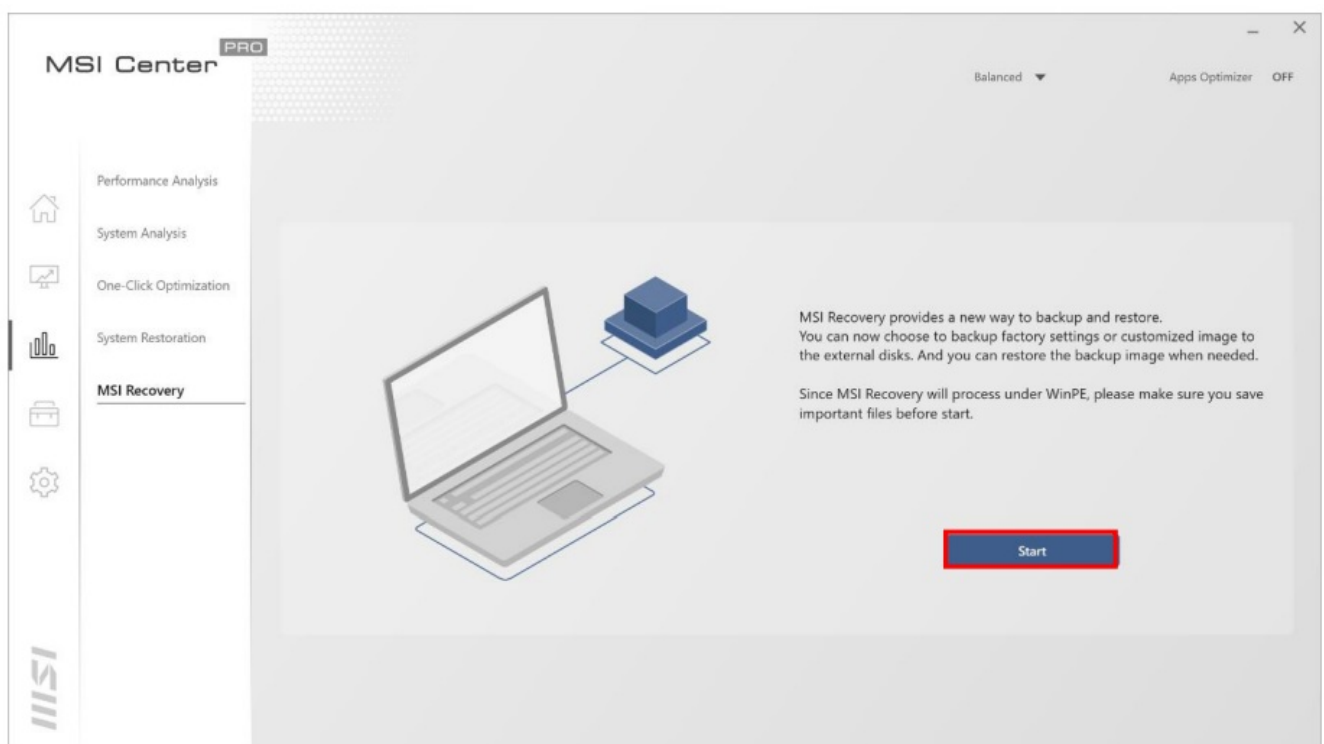 MSI Center PRO
Balanced
Apps Optimizer OFF
Performance Analysis
System Analysis
One-Click Optimization
System Restoration
MSI Recovery
MSI Recovery provides a new way to backup and restore.
You can now choose to backup factory settings or customized image to
the external disks. And you can restore the backup image when needed.
Since MSI Recovery will process under WinPE, please make sure you save
important files before start.
Start
msi